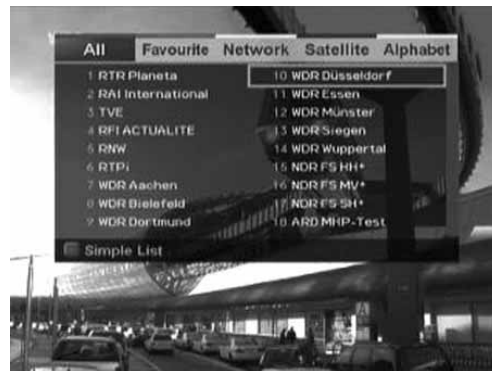 All Favourite Network Satellite Alphabet
1 RTR Planeta
2 RAI International
3 TVE
4 RFI ACTUALITE
5 RNW
6 RTPi
7 WDR Aachen
8 WDR Bielefeld
9 WDR Dortmund
10 WDR Düsseldorf
11 WDR Essen
12 WDR Münster
13 WDR Siegen
14 WDR Wuppertal
15 NDR FS HH*
16 NDR FS MV*
17 NDR FS SH*
18 ARD MHP-Test
Simple List